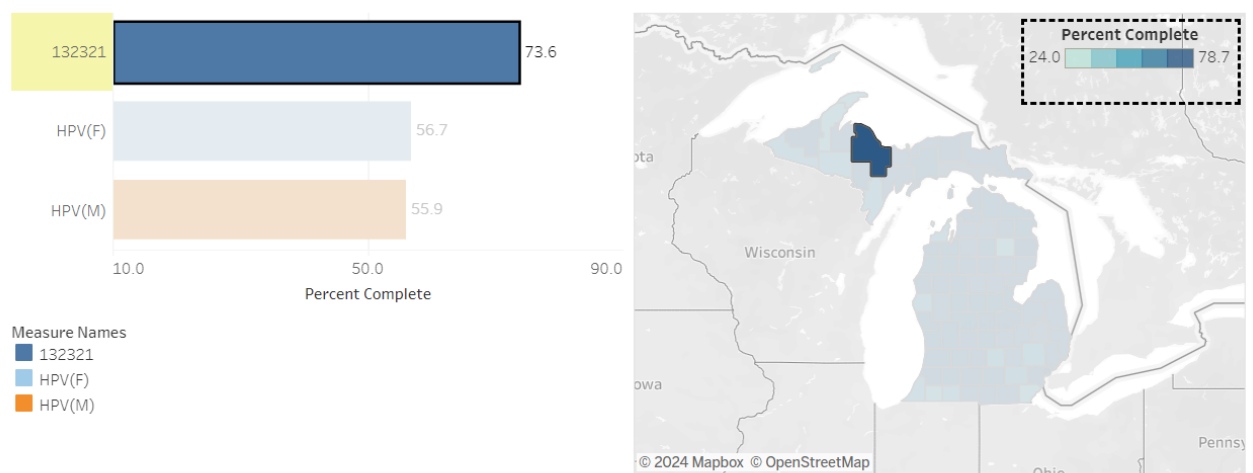 132321
73.6
HPV(F)
56.7
HPV(M)
55.9
10.0
50.0
90.0
Percent Complete
Measure Names
132321
HPV(F)
HPV(M)
Percent Complete
24.0
78.7
ota
Wisconsin
owa
Pennsy
Ohio
© 2024 Mapbox © OpenStreetMap